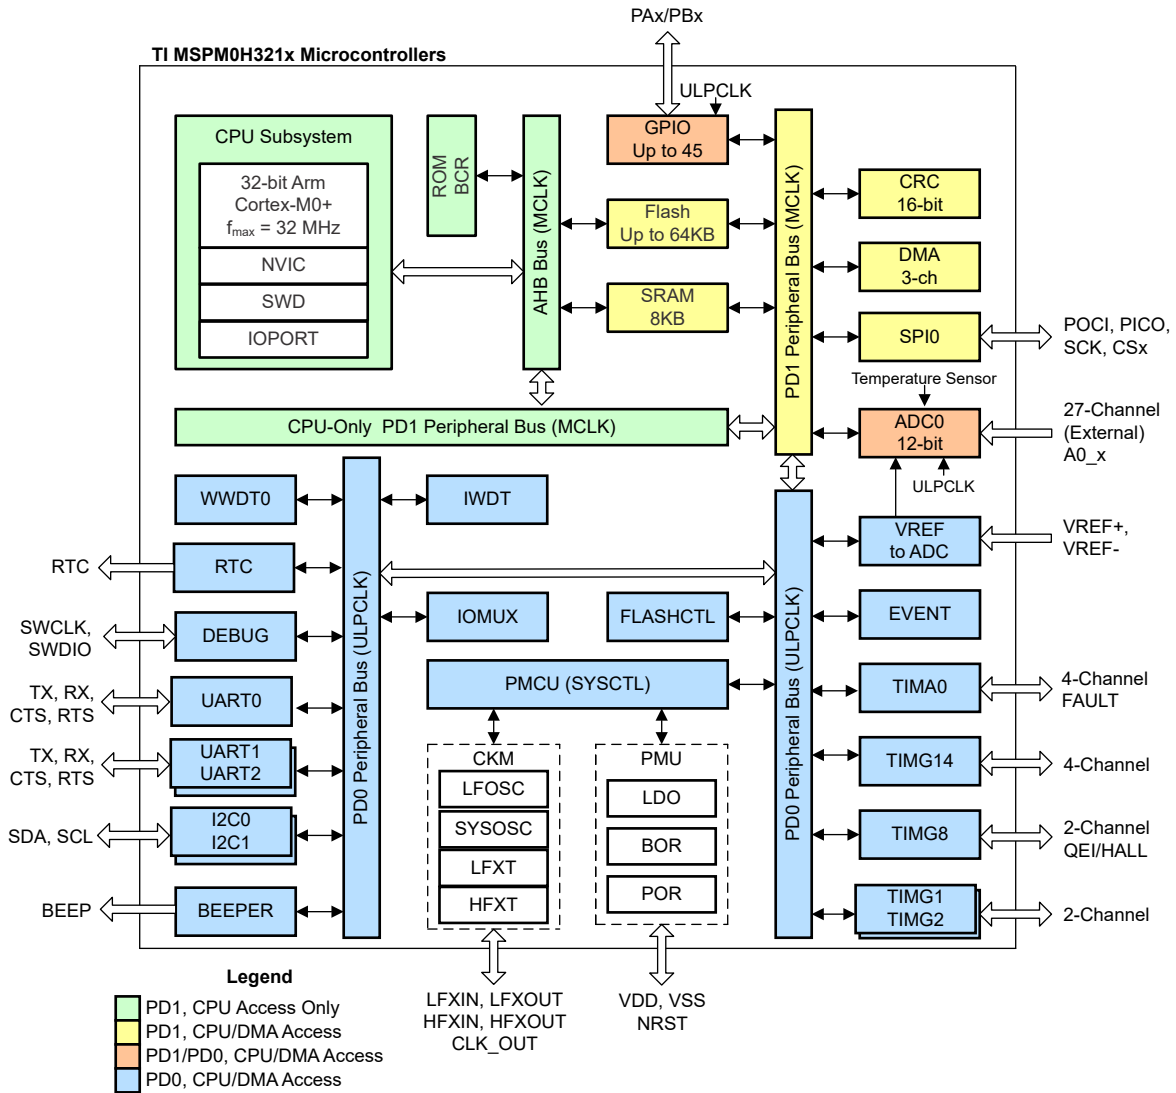 PAx/PBx
TI MSPM0H321x Microcontrollers
ULPCLK
CPU Subsystem
32-bit Arm
Cortex-M0+
fmax = 32 MHz
NVIC
SWD
IOPORT
ROM
BCR
AHB Bus (MCLK)
GPIO
Up to 45
Flash
Up to 64KB
SRAM
8KB
PD1 Peripheral Bus (MCLK)
CRC
16-bit
DMA
3-ch
SPI0
POCI, PICO,
SCK, CSx
Temperature Sensor
ADC0
12-bit
27-Channel
(External)
A0_x
ULPCLK
CPU-Only PD1 Peripheral Bus (MCLK)
WWDT0
IWDT
VREF
to ADC
VREF+,
VREF-
RTC
RTC
PD0 Peripheral Bus (ULPCLK)
PD0 Peripheral Bus (ULPCLK)
SWCLK,
SWDIO
DEBUG
IOMUX
FLASHCTL
EVENT
TX, RX,
CTS, RTS
UART0
PMCU (SYSCTL)
TIMA0
4-Channel
FAULT
TX, RX,
CTS, RTS
UART1
UART2
CKM
LFOSC
SYSOSC
LFXT
HFXT
PMU
LDO
BOR
POR
TIMG14
4-Channel
SDA, SCL
I2C0
I2C1
TIMG8
2-Channel
QEI/HALL
BEEP
BEEPER
TIMG1
TIMG2
2-Channel
LFXIN, LFXOUT
HFXIN, HFXOUT
CLK_OUT
VDD, VSS
NRST
Legend
PD1, CPU Access Only
PD1, CPU/DMA Access
PD1/PD0, CPU/DMA Access
PD0, CPU/DMA Access